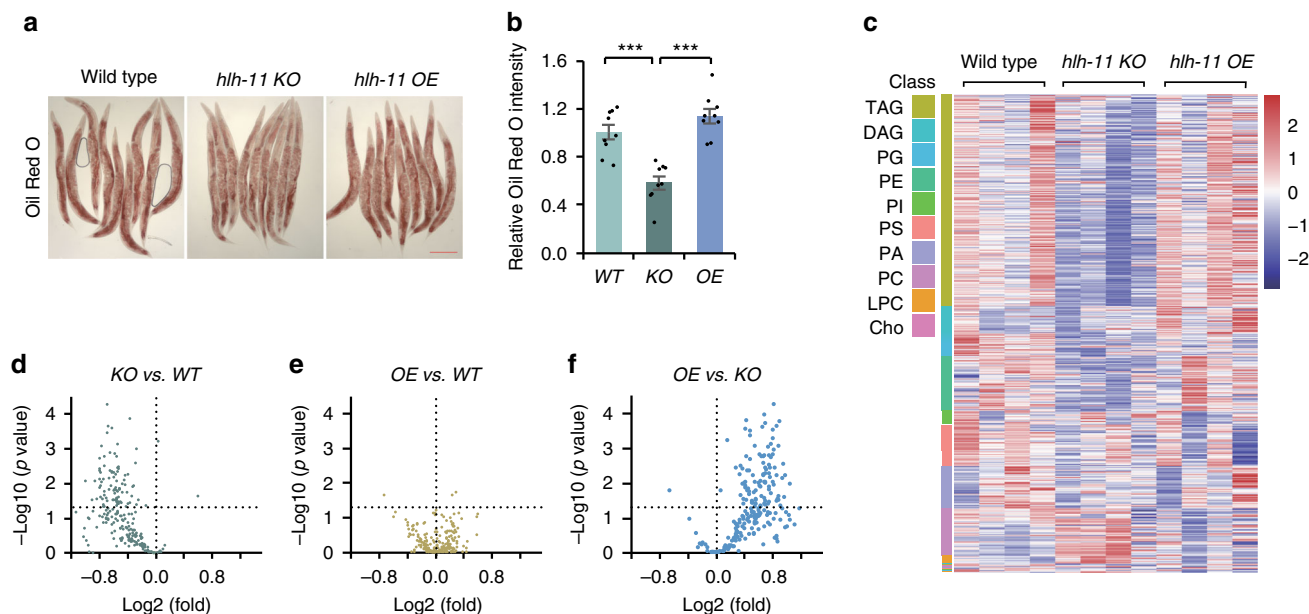 a
Wild type
hlh-11 KO
hlh-11 OE
Oil Red O
b
***
***
Relative Oil Red O intensity
1.6
1.2
0.8
0.4
0.0
WT
KO
OE
c
Wild type
hlh-11 KO
hlh-11 OE
Class
TAG
DAG
PG
PE
PI
PS
PA
PC
LPC
Cho
2
1
0
−1
−2
d
KO vs. WT
−Log10 (p value)
4
3
2
1
0
−0.8
0.0
0.8
Log2 (fold)
e
OE vs. WT
−Log10 (p value)
4
3
2
1
0
−0.8
0.0
0.8
Log2 (fold)
f
OE vs. KO
−Log10 (p value)
4
3
2
1
0
−0.8
0.0
0.8
Log2 (fold)